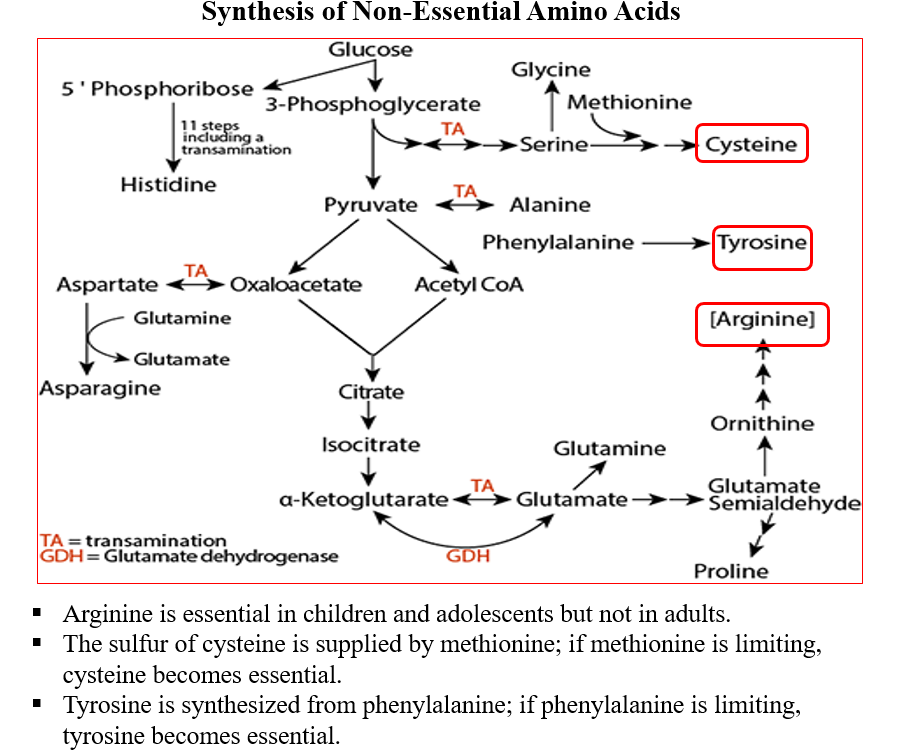 Synthesis of Non-Essential Amino Acids
Glucose
Glycine
5 ' Phosphoribose
3-Phosphoglycerate
Methionine
11 steps
including a
transamination
TA
Serine
Cysteine
Histidine
Pyruvate
TA
Alanine
Phenylalanine
Tyrosine
Aspartate
TA
Oxaloacetate
Acetyl CoA
Glutamine
[Arginine]
Glutamate
Asparagine
Citrate
Ornithine
Isocitrate
Glutamine
α-Ketoglutarate
TA
Glutamate
Glutamate
Semialdehyde
TA = transamination
GDH = Glutamate dehydrogenase
GDH
Proline
▪ Arginine is essential in children and adolescents but not in adults.
▪ The sulfur of cysteine is supplied by methionine; if methionine is limiting,
cysteine becomes essential.
▪ Tyrosine is synthesized from phenylalanine; if phenylalanine is limiting,
tyrosine becomes essential.